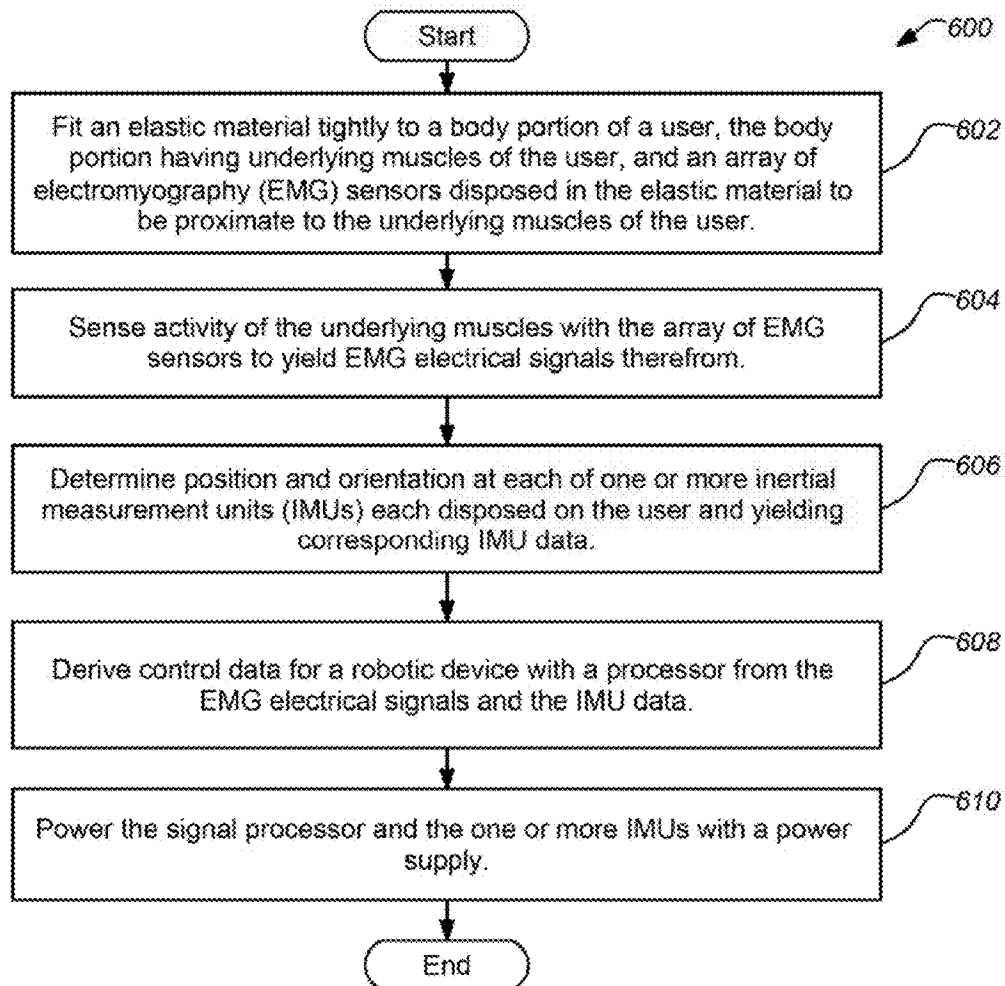 Start
600
Fit an elastic material tightly to a body portion of a user, the body
portion having underlying muscles of the user, and an array of
electromyography (EMG) sensors disposed in the elastic material to
be proximate to the underlying muscles of the user.
602
Sense activity of the underlying muscles with the array of EMG
sensors to yield EMG electrical signals therefrom.
604
Determine position and orientation at each of one or more inertial
measurement units (IMUs) each disposed on the user and yielding
corresponding IMU data.
606
Derive control data for a robotic device with a processor from the
EMG electrical signals and the IMU data.
608
Power the signal processor and the one or more IMUs with a power
supply.
610
End